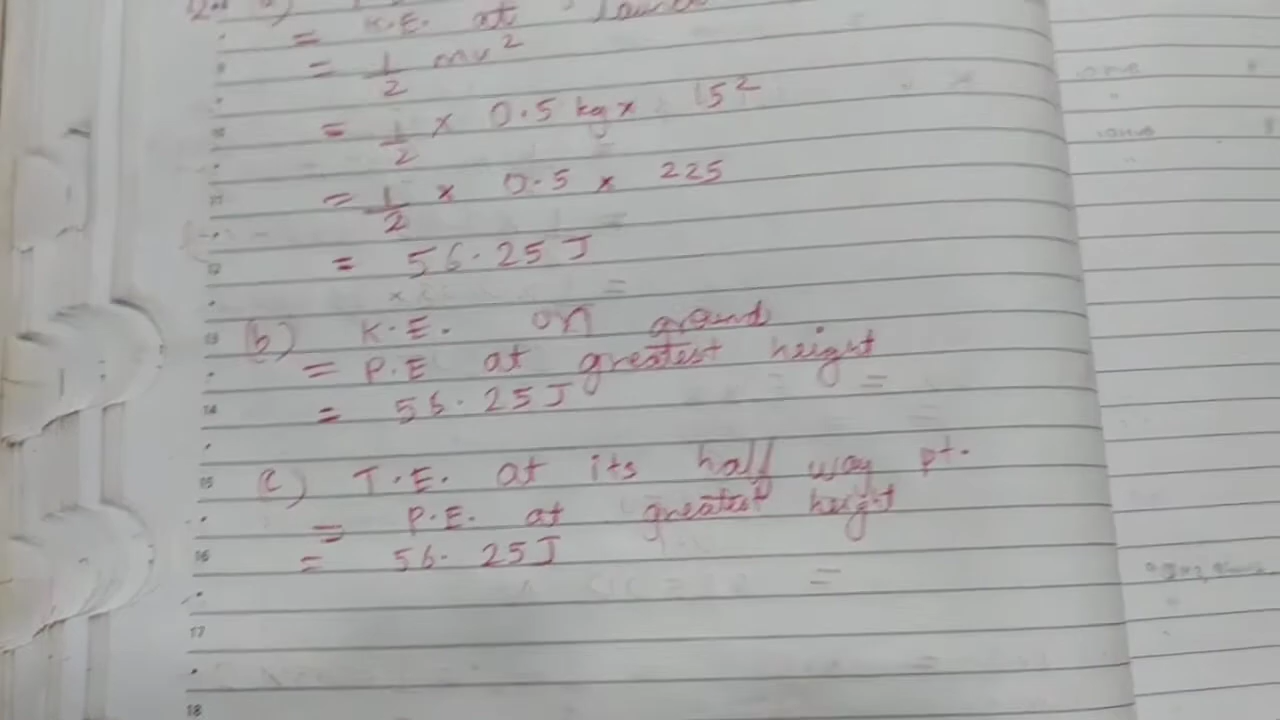 = K.E. at
= 1/2 mv²
= 1/2 × 0.5 kg × 15²
= 1/2 × 0.5 × 225
= 56.25 J
(b) K.E. on ground
= P.E at greatest height
= 56.25 J
(c) T.E. at its half way pt.
= P.E. at greatest height
= 56.25 J